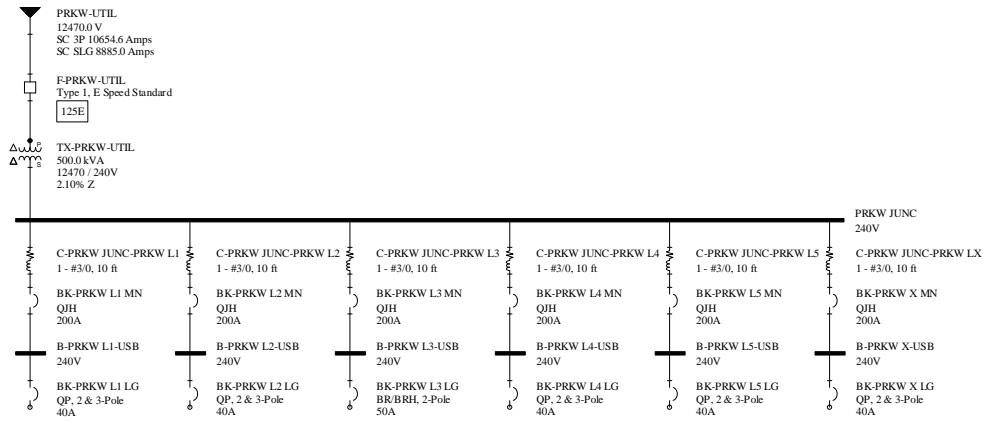 PRKW-UTIL
12470.0 V
SC 3P 10654.6 Amps
SC SLG 8885.0 Amps
F-PRKW-UTIL
Type 1, E Speed Standard
125E
P
S
TX-PRKW-UTIL
500.0 kVA
12470 / 240V
2.10% Z
PRKW JUNC
240V
C-PRKW JUNC-PRKW L1
1 - #3/0, 10 ft
BK-PRKW L1 MN
QJH
200A
B-PRKW L1-USB
240V
BK-PRKW L1 LG
QP, 2 & 3-Pole
40A
C-PRKW JUNC-PRKW L2
1 - #3/0, 10 ft
BK-PRKW L2 MN
QJH
200A
B-PRKW L2-USB
240V
BK-PRKW L2 LG
QP, 2 & 3-Pole
40A
C-PRKW JUNC-PRKW L3
1 - #3/0, 10 ft
BK-PRKW L3 MN
QJH
200A
B-PRKW L3-USB
240V
BK-PRKW L3 LG
BR/BRH, 2-Pole
50A
C-PRKW JUNC-PRKW L4
1 - #3/0, 10 ft
BK-PRKW L4 MN
QJH
200A
B-PRKW L4-USB
240V
BK-PRKW L4 LG
QP, 2 & 3-Pole
40A
C-PRKW JUNC-PRKW L5
1 - #3/0, 10 ft
BK-PRKW L5 MN
QJH
200A
B-PRKW L5-USB
240V
BK-PRKW L5 LG
QP, 2 & 3-Pole
40A
C-PRKW JUNC-PRKW LX
1 - #3/0, 10 ft
BK-PRKW X MN
QJH
200A
B-PRKW X-USB
240V
BK-PRKW X LG
QP, 2 & 3-Pole
40A